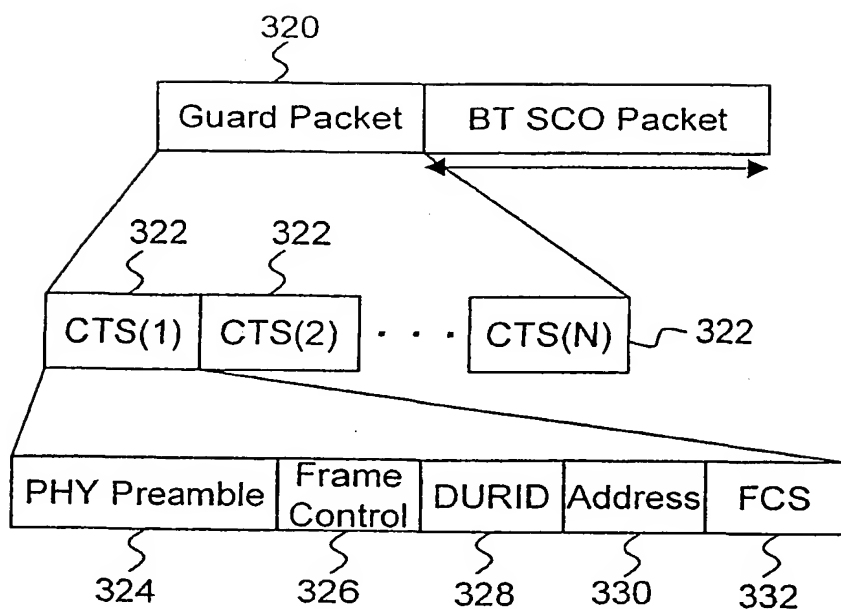 320
Guard Packet BT SCO Packet
322 322
CTS(1) CTS(2) . . . CTS(N) 322
PHY Preamble Frame Control DURID Address FCS
324 326 328 330 332